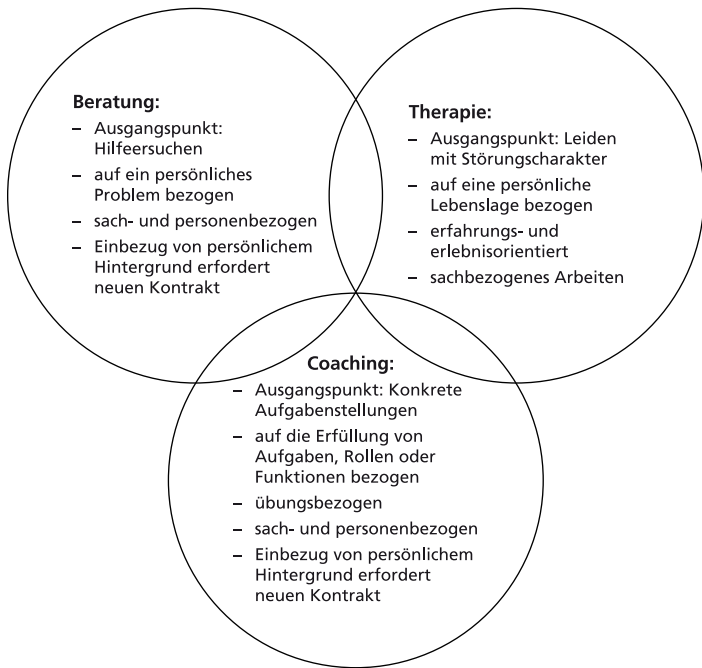 Beratung:
– Ausgangspunkt:
Hilfeersuchen
– auf ein persönliches
Problem bezogen
– sach- und personenbezogen
– Einbezug von persönlichem
Hintergrund erfordert
neuen Kontrakt
Therapie:
– Ausgangspunkt: Leiden
mit Störungscharakter
– auf eine persönliche
Lebenslage bezogen
– erfahrungs- und
erlebnisorientiert
– sachbezogenes Arbeiten
Coaching:
– Ausgangspunkt: Konkrete
Aufgabenstellungen
– auf die Erfüllung von
Aufgaben, Rollen oder
Funktionen bezogen
– übungsbezogen
– sach- und personenbezogen
– Einbezug von persönlichem
Hintergrund erfordert
neuen Kontrakt